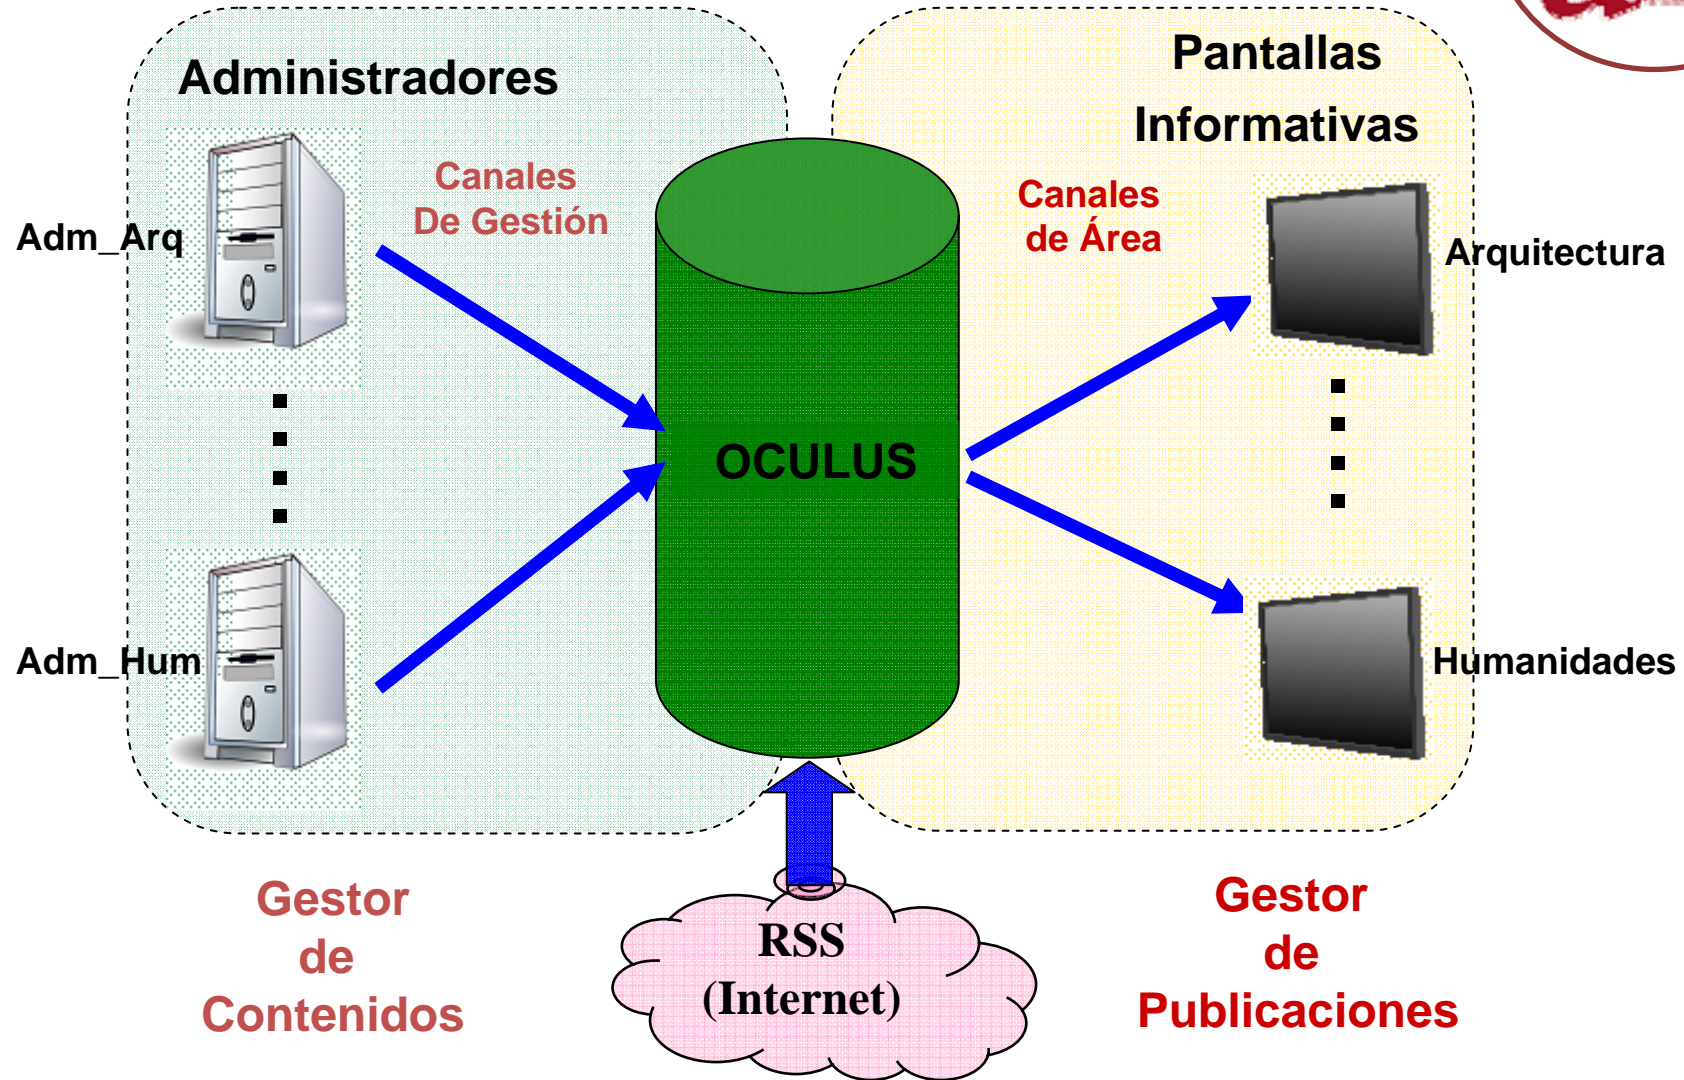 Administradores
Pantallas
Informativas
Canales
De Gestión
Canales
de Área
Adm_Arq
Arquitectura
OCULUS
Adm_Hum
Humanidades
Gestor
de
Contenidos
RSS
(Internet)
Gestor
de
Publicaciones